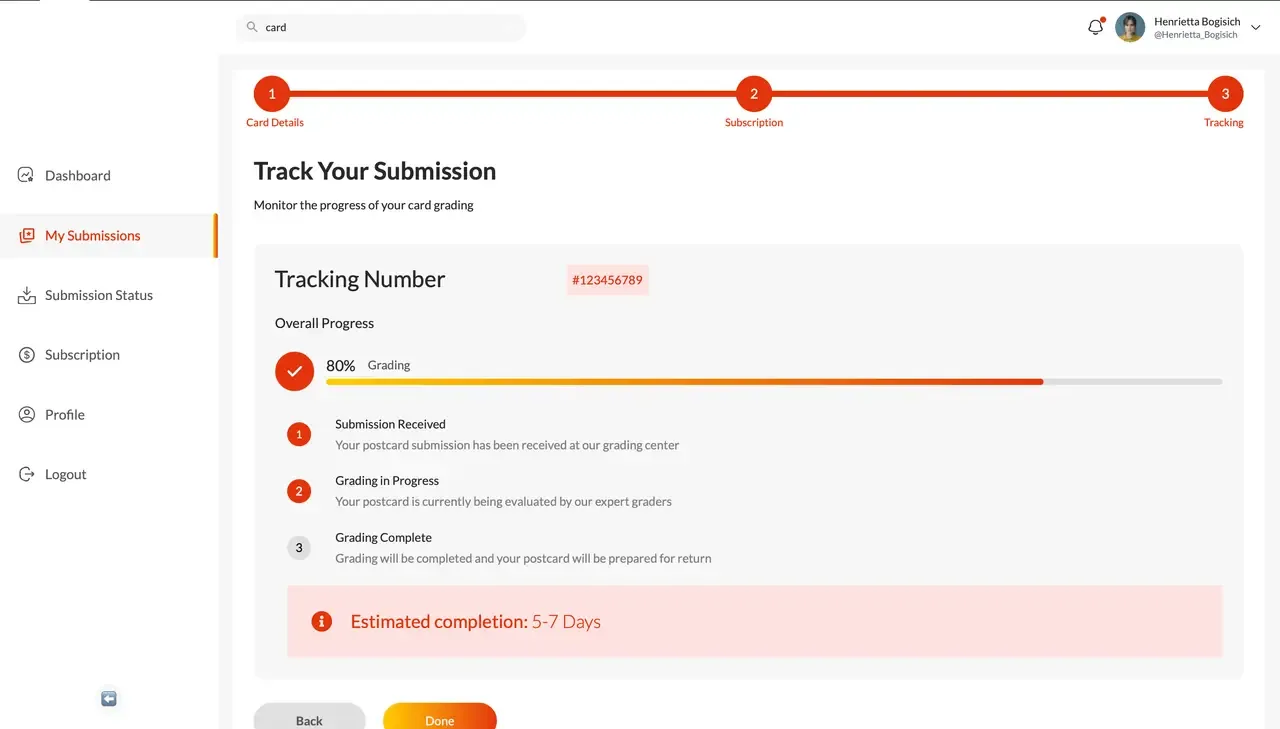 card
Henrietta Bogisich
@Henrietta_Bogisich
1
2
3
Card Details
Subscription
Tracking
Dashboard
My Submissions
Submission Status
Subscription
Profile
Logout
Track Your Submission
Monitor the progress of your card grading
Tracking Number
#123456789
Overall Progress
80% Grading
1
Submission Received
Your postcard submission has been received at our grading center
2
Grading in Progress
Your postcard is currently being evaluated by our expert graders
3
Grading Complete
Grading will be completed and your postcard will be prepared for return
Estimated completion: 5-7 Days
Back
Done